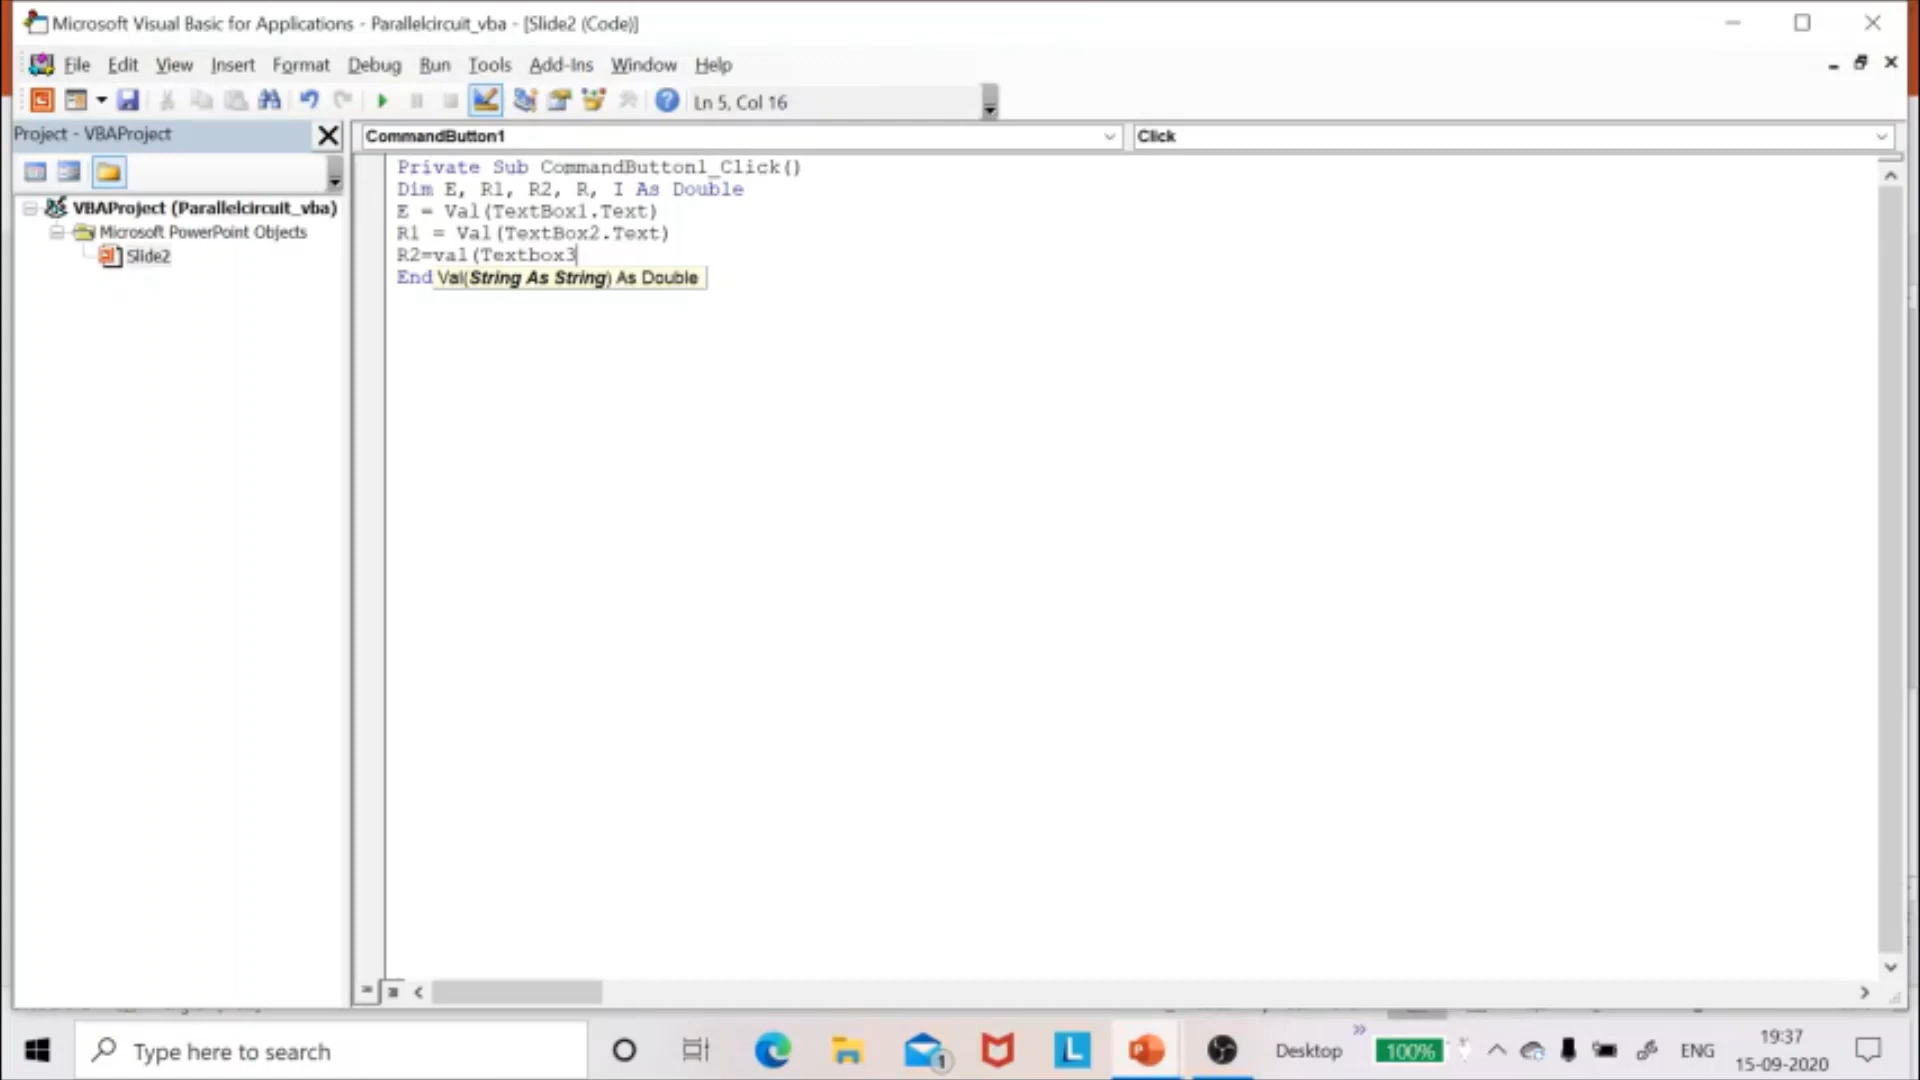 Microsoft Visual Basic for Applications - Parallelcircuit_vba - [Slide2 (Code)]
File Edit View Insert Format Debug Run Tools Add-Ins Window Help
Ln 5, Col 16
Project - VBAProject
CommandButton1
Click
VBAProject (Parallelcircuit_vba)
Microsoft PowerPoint Objects
Slide2
Private Sub CommandButton1_Click()
Dim E, R1, R2, R, I As Double
E = Val(TextBox1.Text)
R1 = Val(TextBox2.Text)
R2=val(Textbox3
End
Val(String As String) As Double
Type here to search
1
L
Desktop
100%
ENG
19:37
15-09-2020